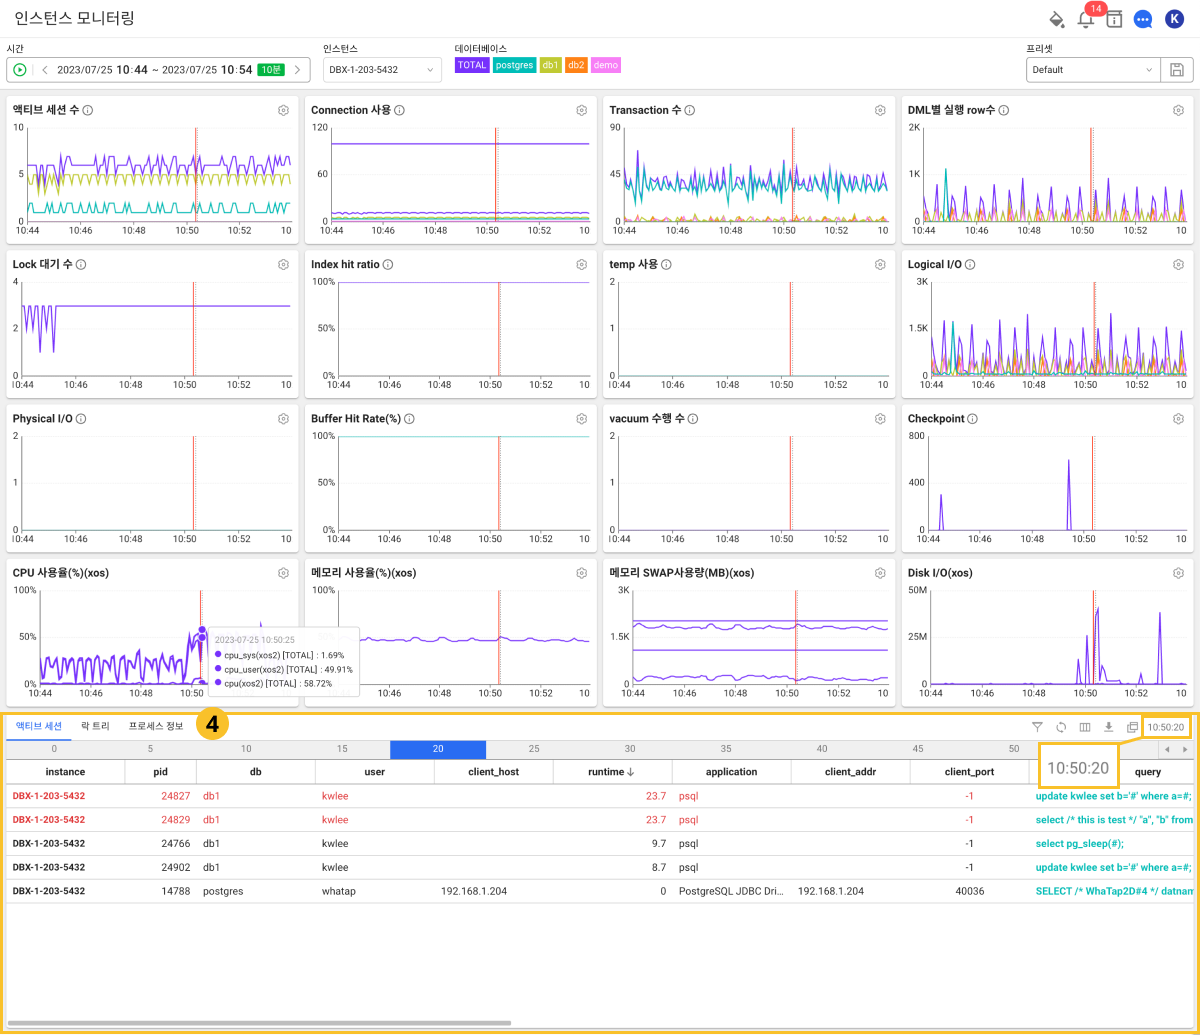 인스턴스 모니터링
14
K
시간
인스턴스
데이터베이스
프리셋
2023/07/25 10:44 ~ 2023/07/25 10:54 10분
DBX-1-203-5432
TOTAL postgres db1 db2 demo
Default
액티브 세션 수
10
5
0
10:44 10:46 10:48 10:50 10:52 10
Connection 사용
120
60
0
10:44 10:46 10:48 10:50 10:52 10
Transaction 수
90
45
0
10:44 10:46 10:48 10:50 10:52 10
DML별 실행 row수
2K
1K
0
10:44 10:46 10:48 10:50 10:52 10
Lock 대기 수
4
2
0
10:44 10:46 10:48 10:50 10:52 10
Index hit ratio
100%
50%
0%
10:44 10:46 10:48 10:50 10:52 10
temp 사용
2
1
0
10:44 10:46 10:48 10:50 10:52 10
Logical I/O
3K
1.5K
0
10:44 10:46 10:48 10:50 10:52 10
Physical I/O
2
1
0
10:44 10:46 10:48 10:50 10:52 10
Buffer Hit Rate(%)
100%
50%
0%
10:44 10:46 10:48 10:50 10:52 10
vacuum 수행 수
2
1
0
10:44 10:46 10:48 10:50 10:52 10
Checkpoint
800
400
0
10:44 10:46 10:48 10:50 10:52 10
CPU 사용율(%)(xos)
100%
50%
0%
10:44 10:46 10:48 10:50
2023-07-25 10:50:25
cpu_sys(xos2) [TOTAL] : 1.69%
cpu_user(xos2) [TOTAL] : 49.91%
cpu(xos2) [TOTAL] : 58.72%
메모리 사용율(%)(xos)
100%
10:46 10:48 10:50 10:52 10
메모리 SWAP사용량(MB)(xos)
3K
1.5K
0
10:44 10:46 10:48 10:50 10:52 10
Disk I/O(xos)
50M
25M
0
10:44 10:46 10:48 10:50 10:52 10
액티브 세션 락 트리 프로세스 정보 4
10:50:20
0 5 10 15 20 25 30 35 40 45 50
10:50:20
instance pid db user client_host runtime application client_addr client_port query
DBX-1-203-5432 24827 db1 kwlee 23.7 psql -1 update kwlee set b='#' where a=#;
DBX-1-203-5432 24829 db1 kwlee 23.7 psql -1 select /* this is test */ "a", "b" from
DBX-1-203-5432 24766 db1 kwlee 9.7 psql -1 select pg_sleep(#);
DBX-1-203-5432 24902 db1 kwlee 8.7 psql -1 update kwlee set b='#' where a=#;
DBX-1-203-5432 14788 postgres whatap 192.168.1.204 0 PostgreSQL JDBC Dri... 192.168.1.204 40036 SELECT /* WhaTap2D#4 */ datnam